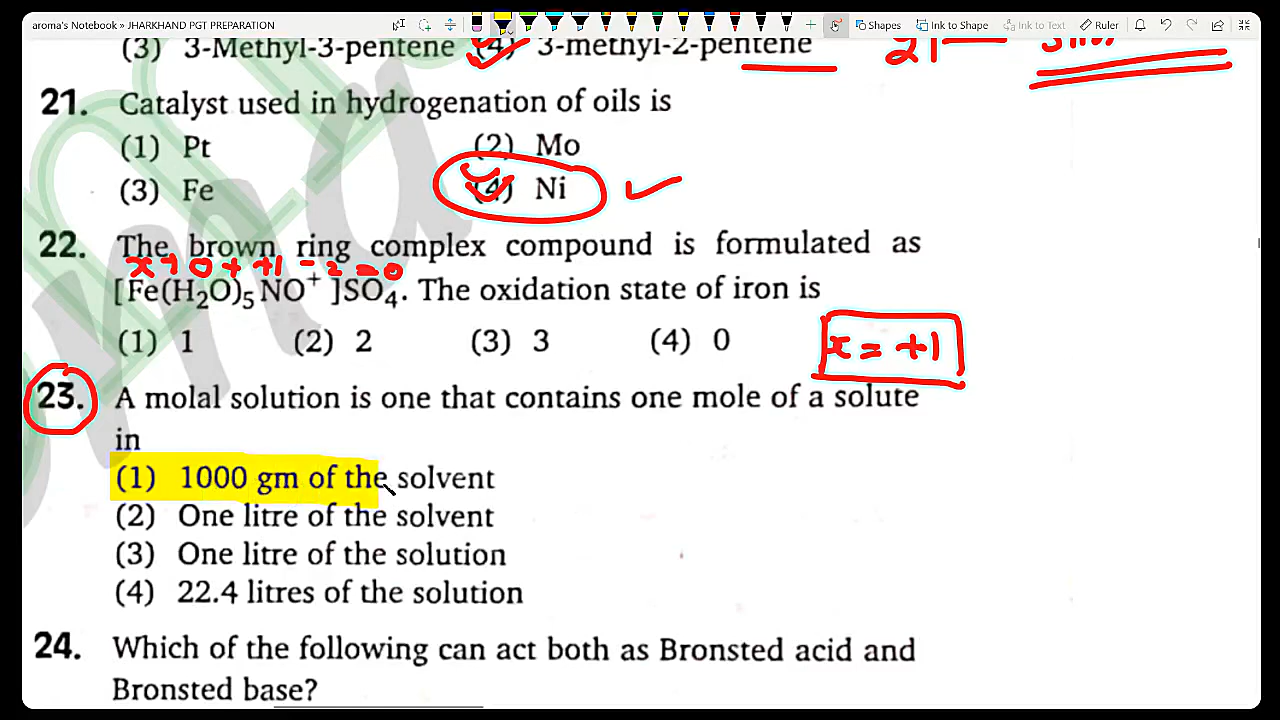 aroma's Notebook » JHARKHAND PGT PREPARATION
Shapes Ink to Shape Ink to Text Ruler
(3) 3-Methyl-3-pentene (4) 3-methyl-2-pentene
21. Catalyst used in hydrogenation of oils is
(1) Pt (2) Mo
(3) Fe (4) Ni
22. The brown ring complex compound is formulated as
x + 0 + +1 - 2 = 0
[Fe(H₂O)₅NO⁺ ]SO₄. The oxidation state of iron is
(1) 1 (2) 2 (3) 3 (4) 0 x = +1
23. A molal solution is one that contains one mole of a solute
in
(1) 1000 gm of the solvent
(2) One litre of the solvent
(3) One litre of the solution
(4) 22.4 litres of the solution
24. Which of the following can act both as Bronsted acid and
Bronsted base?